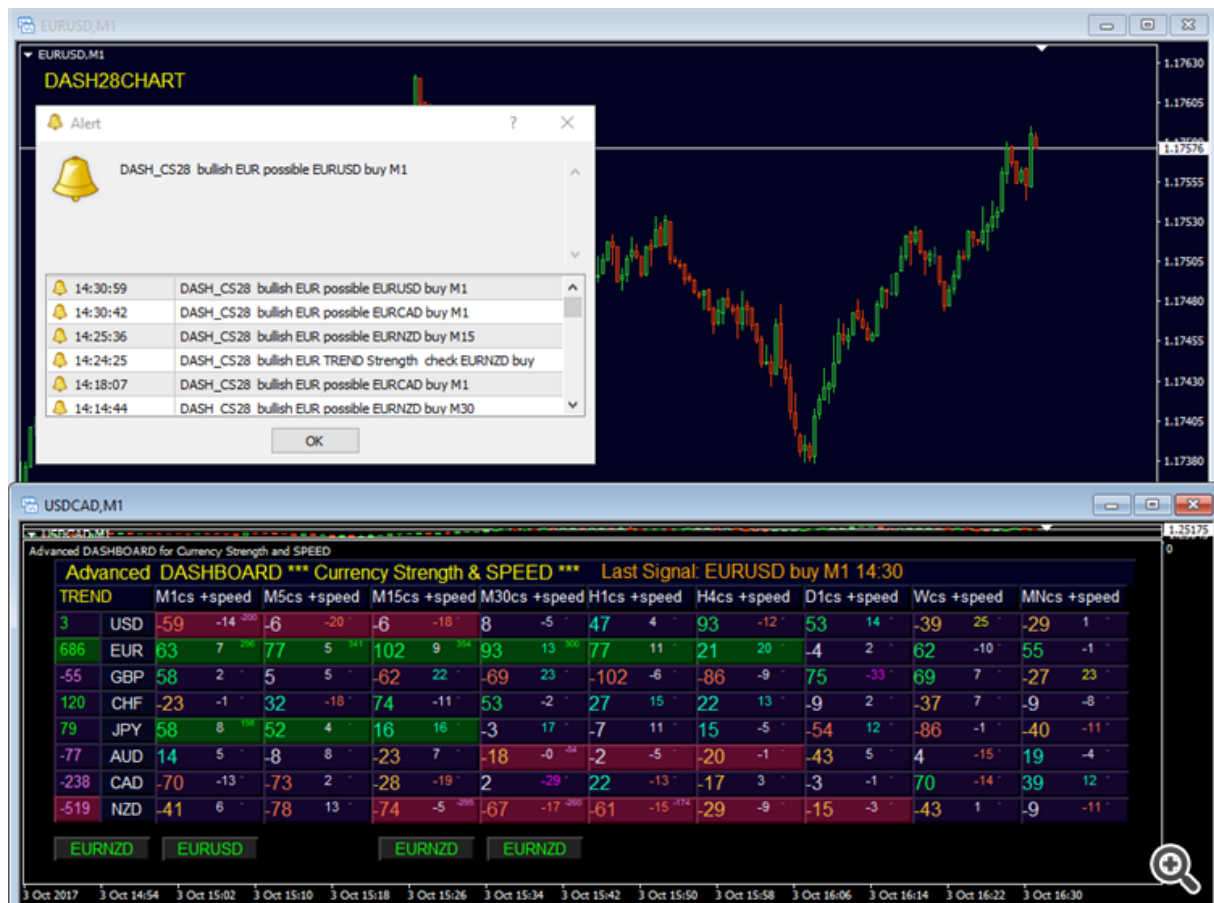 EURUSD,M1
EURUSD,M1
DASH28CHART
1.17630
1.17605
1.17576
1.17555
1.17530
1.17505
1.17480
1.17455
1.17430
1.17405
1.17380
Alert ?
DASH_CS28 bullish EUR possible EURUSD buy M1
14:30:59 DASH_CS28 bullish EUR possible EURUSD buy M1
14:30:42 DASH_CS28 bullish EUR possible EURCAD buy M1
14:25:36 DASH_CS28 bullish EUR possible EURNZD buy M15
14:24:25 DASH_CS28 bullish EUR TREND Strength check EURNZD buy
14:18:07 DASH_CS28 bullish EUR possible EURCAD buy M1
14:14:44 DASH_CS28 bullish EUR possible EURNZD buy M30
OK
USDCAD,M1
USDCAD,M1
1.25175
0
Advanced DASHBOARD for Currency Strength and SPEED
Advanced DASHBOARD *** Currency Strength & SPEED *** Last Signal: EURUSD buy M1 14:30
TREND M1cs +speed M5cs +speed M15cs +speed M30cs +speed H1cs +speed H4cs +speed D1cs +speed Wcs +speed MNcs +speed
3 USD -59 -14 -200 -6 -20 -6 -18 8 -5 47 4 93 -12 53 14 -39 25 -29 1
686 EUR 63 7 296 77 5 341 102 9 354 93 13 300 77 11 21 20 -4 2 62 -10 55 -1
-55 GBP 58 2 5 5 -62 22 -69 23 -102 -6 -86 -9 75 -33 69 7 -27 23
120 CHF -23 -1 32 -18 74 -11 53 -2 27 15 22 13 -9 2 -37 7 -9 -8
79 JPY 58 8 156 52 4 16 16 -3 17 -7 11 15 -5 -54 12 -86 -1 -40 -11
-77 AUD 14 5 -8 8 -23 7 -18 -0 -54 -2 -5 -20 -1 -43 5 4 -15 19 -4
-238 CAD -70 -13 -73 2 -28 -19 2 -29 22 -13 -17 3 -3 -1 70 -14 39 12
-519 NZD -41 6 -78 13 -74 -5 -295 -67 -17 -260 -61 -15 -174 -29 -9 -15 -3 -43 1 -9 -11
EURNZD EURUSD EURNZD EURNZD
3 Oct 2017 3 Oct 14:54 3 Oct 15:02 3 Oct 15:10 3 Oct 15:18 3 Oct 15:26 3 Oct 15:34 3 Oct 15:42 3 Oct 15:50 3 Oct 15:58 3 Oct 16:06 3 Oct 16:14 3 Oct 16:22 3 Oct 16:30